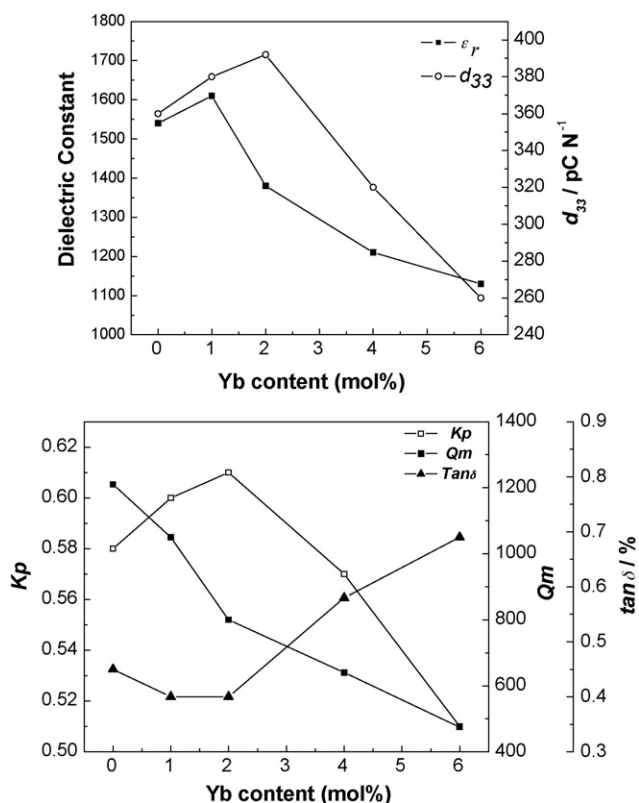 1800
1700
1600
1500
1400
1300
1200
1100
1000
Dielectric Constant
εr
d33
400
380
360
340
320
300
280
260
240
d33 / pC N-1
0 1 2 3 4 5 6
Yb content (mol%)
0.62
0.60
0.58
0.56
0.54
0.52
0.50
Kp
Kp
Qm
Tanδ
1400
1200
1000
800
600
400
Qm
0.9
0.8
0.7
0.6
0.5
0.4
0.3
tanδ / %
0 1 2 3 4 5 6
Yb content (mol%)